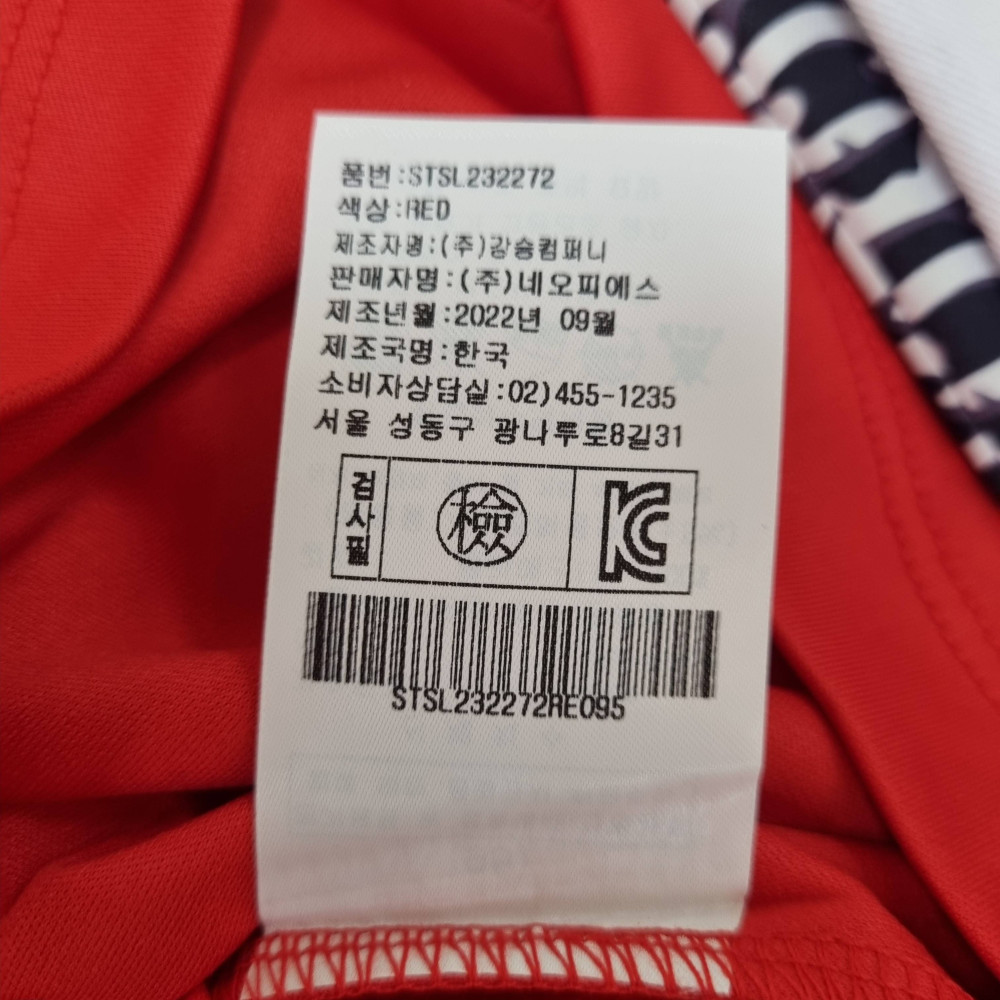 품번:STSL232272
색상:RED
제조자명:(주)강승컴퍼니
판매자명:(주)네오피에스
제조년월:2022년 09월
제조국명:한국
소비자상담실:02)455-1235
서울 성동구 광나루로8길31
검사필
檢
KC
STSL232272RE095